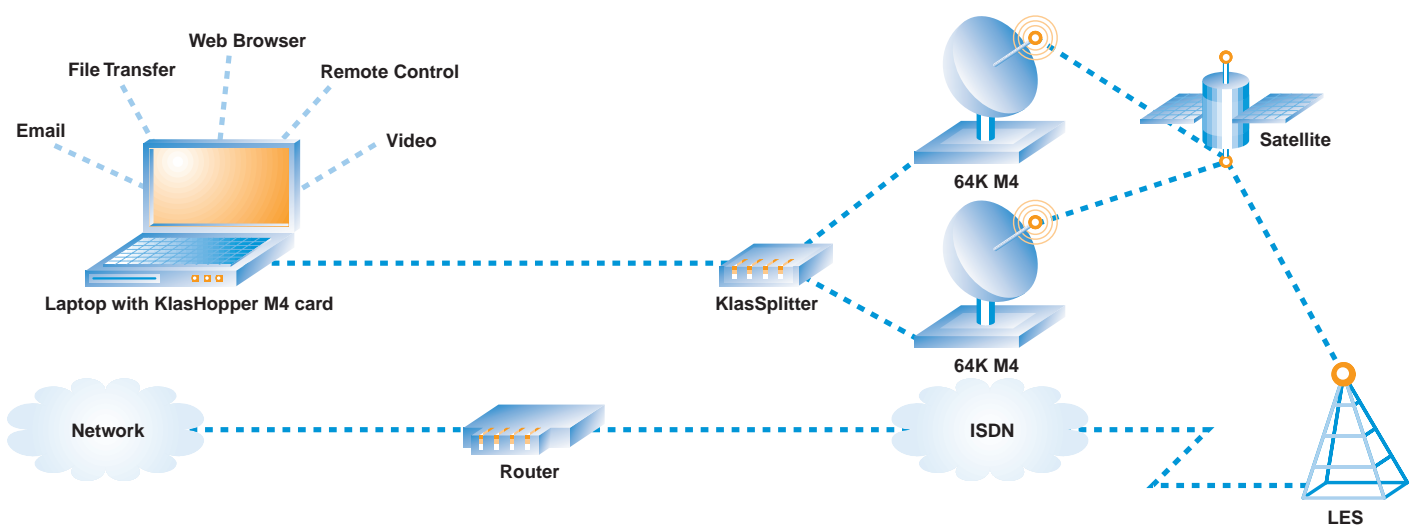 Web Browser
File Transfer
Remote Control
Email
Video
Satellite
64K M4
Laptop with KlasHopper M4 card
KlasSplitter
64K M4
Network
ISDN
Router
LES